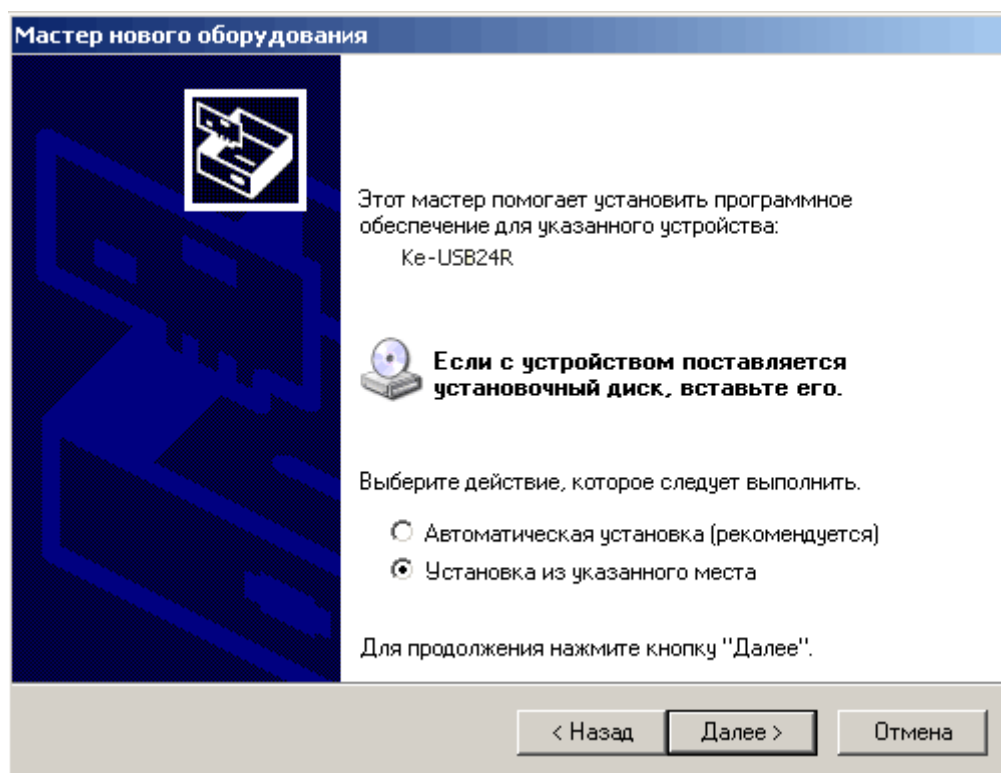 Мастер нового оборудования
Этот мастер помогает установить программное
обеспечение для указанного устройства:
Ke-USB24R
Если с устройством поставляется
установочный диск, вставьте его.
Выберите действие, которое следует выполнить.
Автоматическая установка (рекомендуется)
Установка из указанного места
Для продолжения нажмите кнопку "Далее".
< Назад
Далее >
Отмена